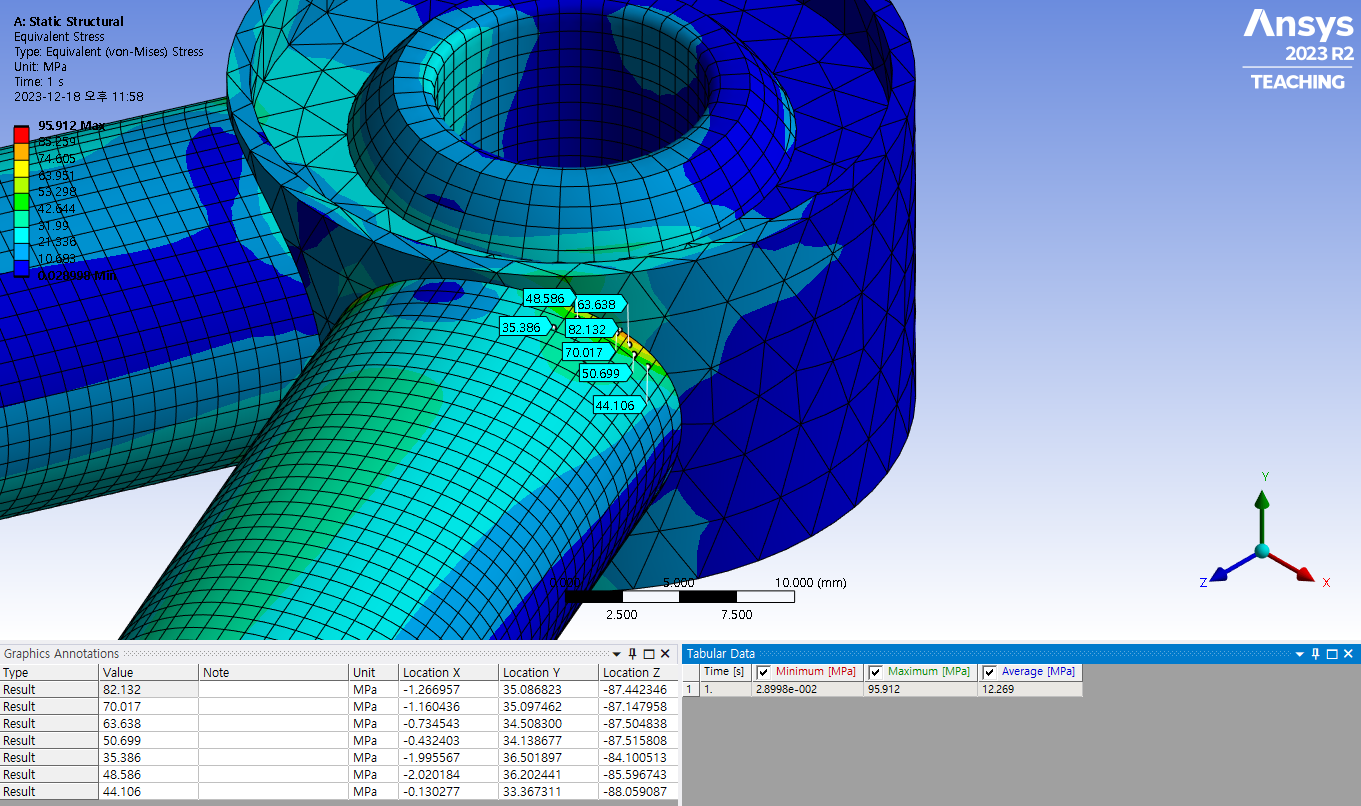 A: Static Structural
Equivalent Stress
Type: Equivalent (von-Mises) Stress
Unit: MPa
Time: 1 s
2023-12-18 오후 11:58
95.912 Max
85.259
74.605
63.951
53.298
42.644
31.99
21.336
10.683
Min
Ansys
2023 R2
TEACHING
48.586
63.638
35.386
82.132
70.017
50.699
44.106
Y
Z
X
0.000 5.000 10.000 (mm)
2.500 7.500
Graphics Annotations
Type Value Note Unit Location X Location Y Location Z
Result 82.132 MPa -1.266957 35.086823 -87.442346
Result 70.017 MPa -1.160436 35.097462 -87.147958
Result 63.638 MPa -0.734543 34.508300 -87.504838
Result 50.699 MPa -0.432403 34.138677 -87.515808
Result 35.386 MPa -1.995567 36.501897 -84.100513
Result 48.586 MPa -2.020184 36.202441 -85.596743
Result 44.106 MPa -0.130277 33.367311 -88.059087
Tabular Data
Time [s] Minimum [MPa] Maximum [MPa] Average [MPa]
1 1. 2.8998e-002 95.912 12.269